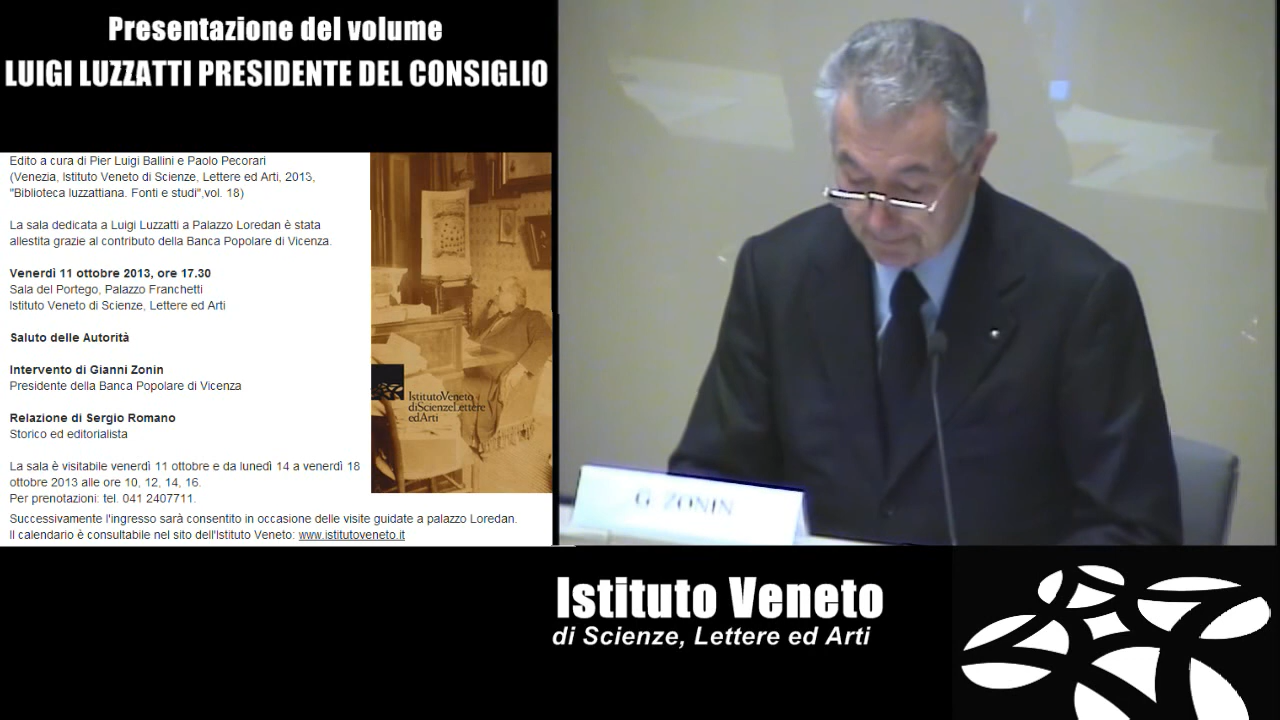 Presentazione del volume
LUIGI LUZZATTI PRESIDENTE DEL CONSIGLIO
Edito a cura di Pier Luigi Ballini e Paolo Pecorari
(Venezia, Istituto Veneto di Scienze, Lettere ed Arti, 2013,
"Biblioteca luzzattiana. Fonti e studi",vol. 18)
La sala dedicata a Luigi Luzzatti a Palazzo Loredan è stata
allestita grazie al contributo della Banca Popolare di Vicenza.
Venerdì 11 ottobre 2013, ore 17.30
Sala del Portego, Palazzo Franchetti
Istituto Veneto di Scienze, Lettere ed Arti
Saluto delle Autorità
Intervento di Gianni Zonin
Presidente della Banca Popolare di Vicenza
Relazione di Sergio Romano
Storico ed editorialista
La sala è visitabile venerdì 11 ottobre e da lunedì 14 a venerdì 18
ottobre 2013 alle ore 10, 12, 14, 16.
Per prenotazioni: tel. 041 2407711.
Successivamente l'ingresso sarà consentito in occasione delle visite guidate a palazzo Loredan.
Il calendario è consultabile nel sito dell'Istituto Veneto: www.istitutoveneto.it
IstitutoVeneto
diScienzeLettere
edArti
G. ZONIN
Istituto Veneto
di Scienze, Lettere ed Arti